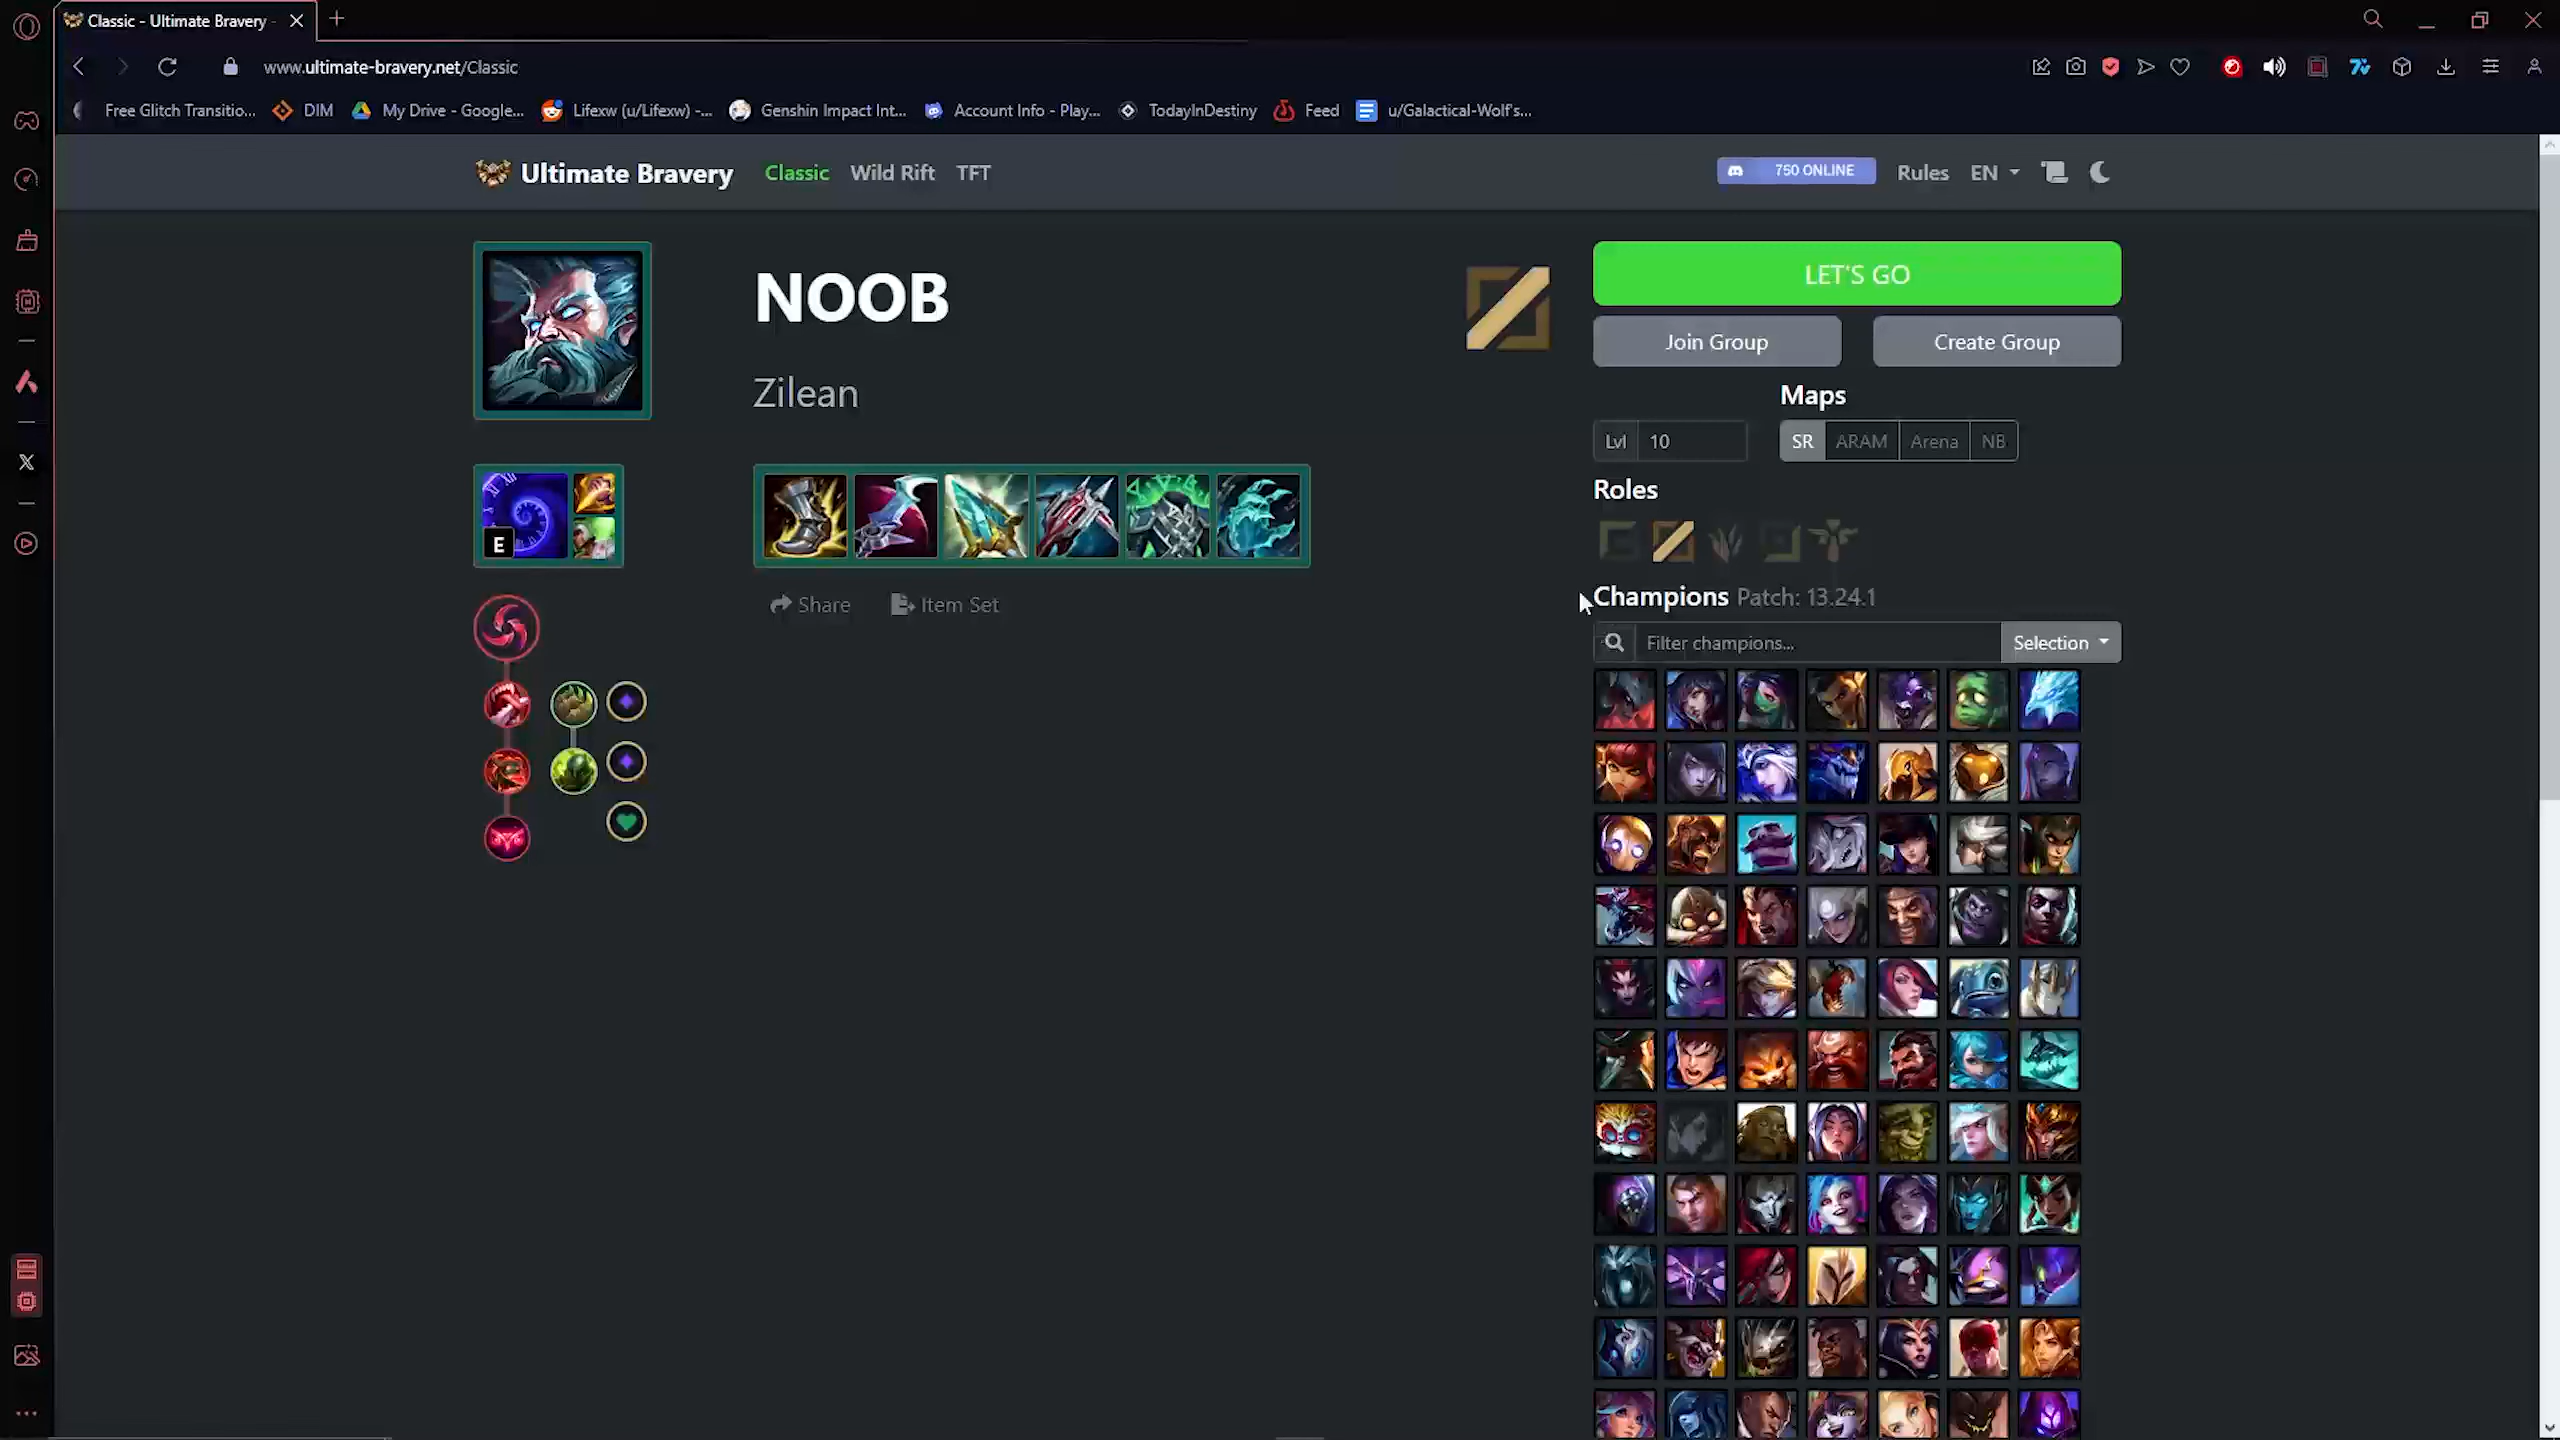 Classic - Ultimate Bravery -
www.ultimate-bravery.net/Classic
Free Glitch Transitio... DIM My Drive - Google... Lifexw (u/Lifexw) -... Genshin Impact Int... Account Info - Play... TodayInDestiny Feed u/Galactical-Wolf's...
Ultimate Bravery Classic Wild Rift TFT 750 ONLINE Rules EN
NOOB
Zilean
E
Share Item Set
LET'S GO
Join Group Create Group
Maps
Lvl 10 SR ARAM Arena NB
Roles
Champions Patch: 13.24.1
Filter champions... Selection